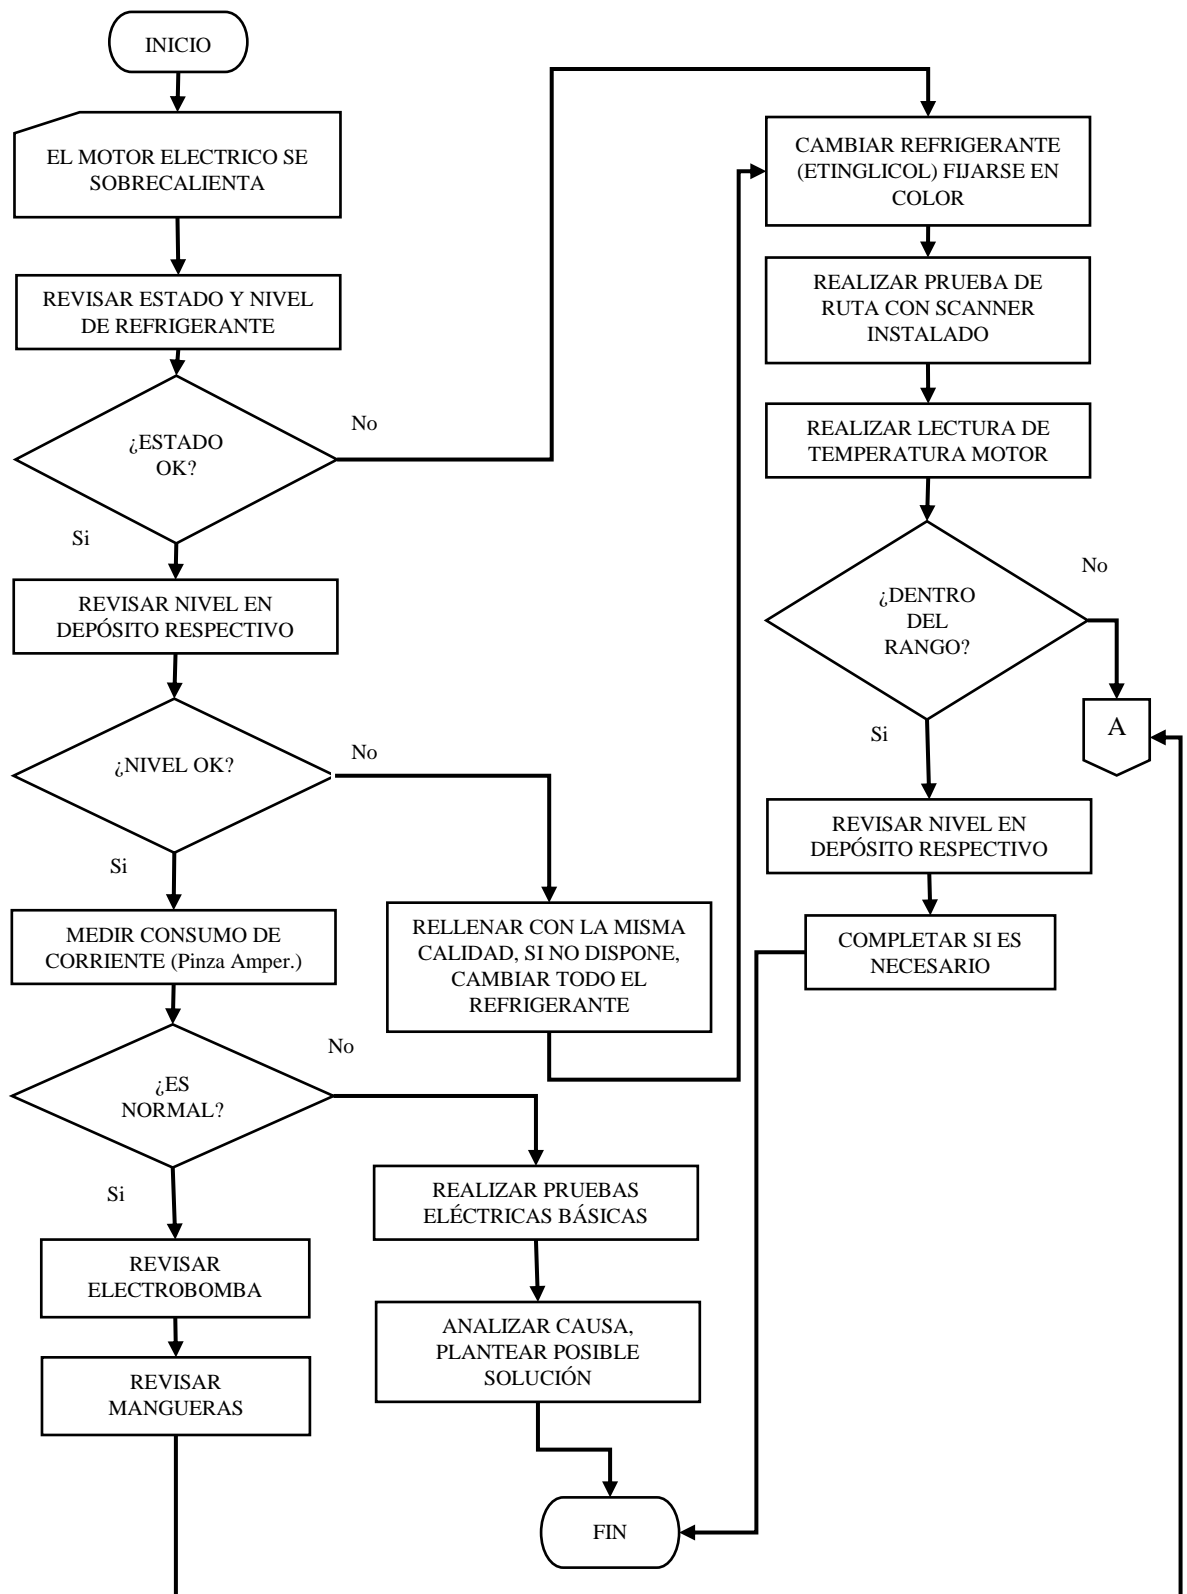 INICIO
EL MOTOR ELECTRICO SE
SOBRECALIENTA
REVISAR ESTADO Y NIVEL
DE REFRIGERANTE
¿ESTADO
OK?
No
Si
REVISAR NIVEL EN
DEPÓSITO RESPECTIVO
¿NIVEL OK?
No
Si
MEDIR CONSUMO DE
CORRIENTE (Pinza Amper.)
RELLENAR CON LA MISMA
CALIDAD, SI NO DISPONE,
CAMBIAR TODO EL
REFRIGERANTE
¿ES
NORMAL?
No
Si
REALIZAR PRUEBAS
ELÉCTRICAS BÁSICAS
REVISAR
ELECTROBOMBA
ANALIZAR CAUSA,
PLANTEAR POSIBLE
SOLUCIÓN
REVISAR
MANGUERAS
FIN
CAMBIAR REFRIGERANTE
(ETINGLICOL) FIJARSE EN
COLOR
REALIZAR PRUEBA DE
RUTA CON SCANNER
INSTALADO
REALIZAR LECTURA DE
TEMPERATURA MOTOR
¿DENTRO
DEL
RANGO?
No
Si
A
REVISAR NIVEL EN
DEPÓSITO RESPECTIVO
COMPLETAR SI ES
NECESARIO